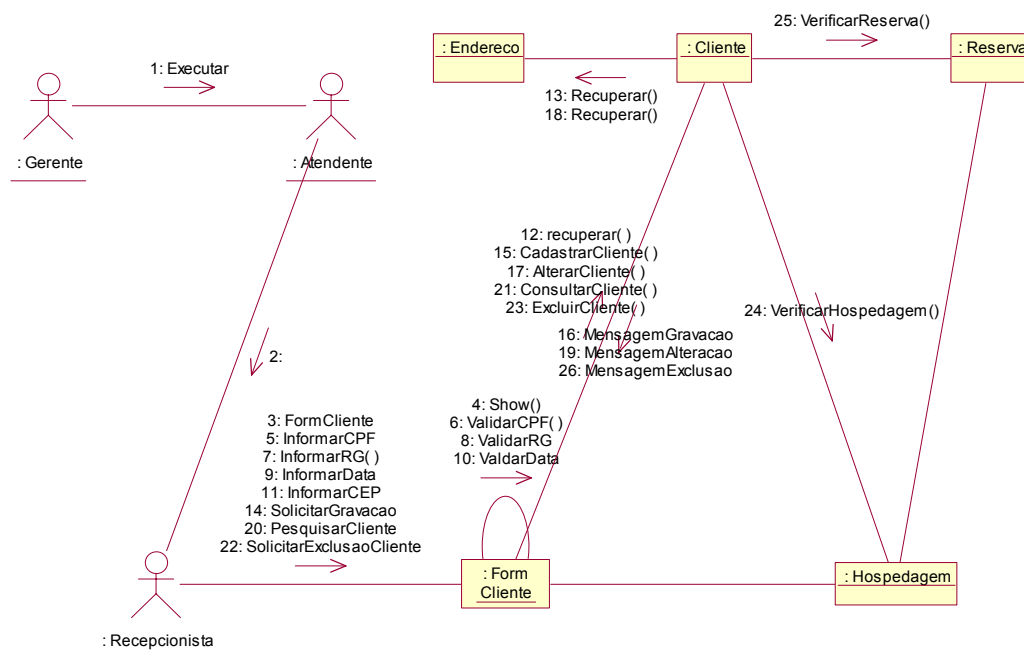 25: VerificarReserva()
: Endereco
: Cliente
: Reserva
1: Executar
13: Recuperar()
18: Recuperar()
: Gerente
: Atendente
12: recuperar( )
15: CadastrarCliente( )
17: AlterarCliente( )
21: ConsultarCliente( )
23: ExcluirCliente( )
24: VerificarHospedagem()
16: MensagemGravacao
19: MensagemAlteracao
26: MensagemExclusao
2:
4: Show()
6: ValidarCPF( )
8: ValidarRG
10: ValdarData
3: FormCliente
5: InformarCPF
7: InformarRG( )
9: InformarData
11: InformarCEP
14: SolicitarGravacao
20: PesquisarCliente
22: SolicitarExclusaoCliente
: Form
Cliente
: Hospedagem
: Recepcionista